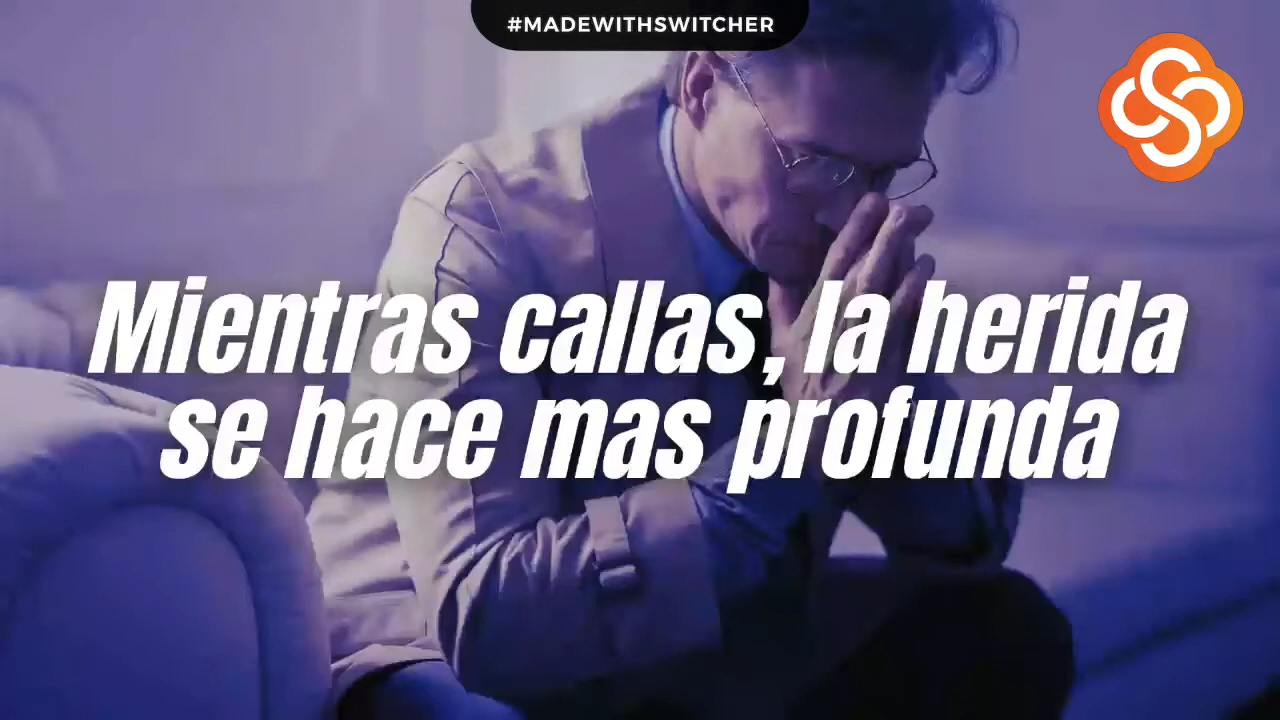 #MADEWITHSWITCHER
Mientras callas, la herida
se hace mas profunda